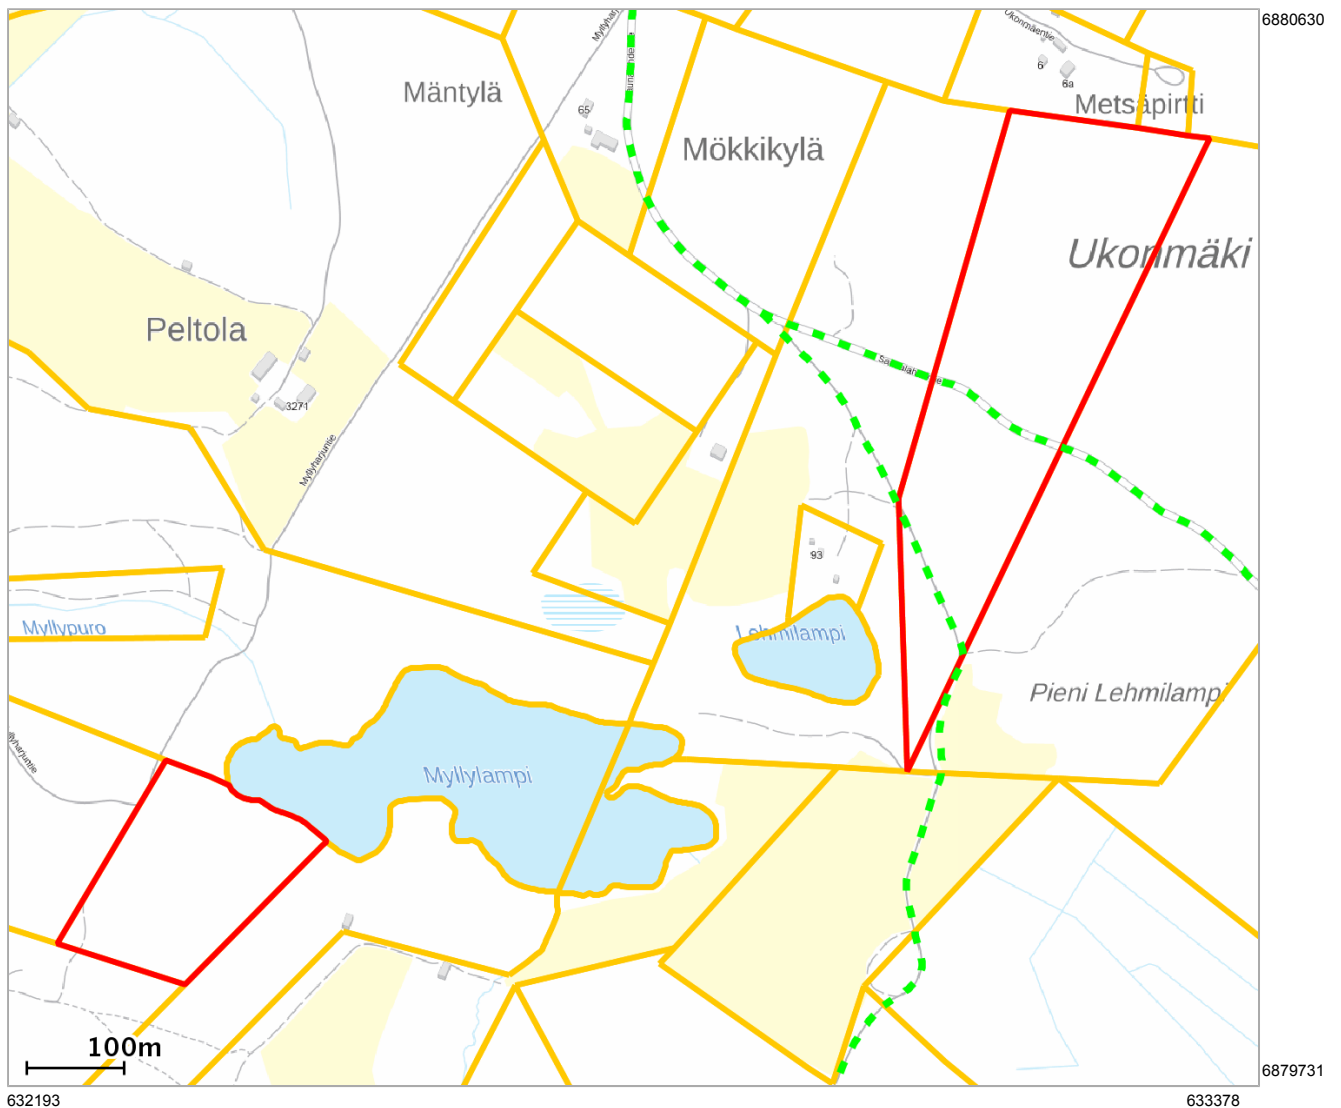 6880630
Ukonmäentie
6
6a
Mäntylä
65
Metsäpirtti
Mökkikylä
Ukonmäki
Peltola
3271
Myllyharjuntie
93
Myllypuro
Lehmilampi
Pieni Lehmilampi
Myllylampi
100m
6879731
632193
633378